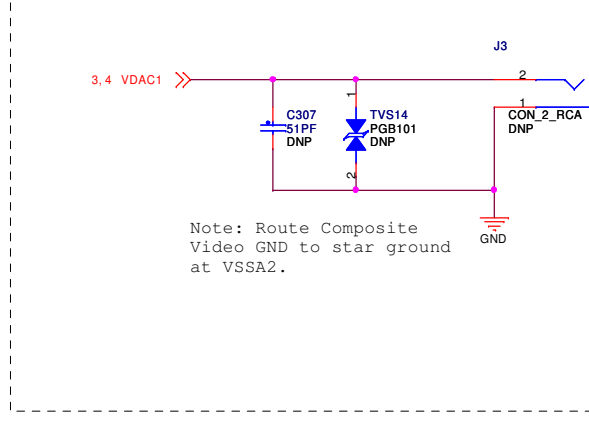 J3
3,4 VDAC1
2
1
1
C307
51PF
DNP
TVS14
PGB101
DNP
CON_2_RCA
DNP
2
GND
Note: Route Composite
Video GND to star ground
at VSSA2.